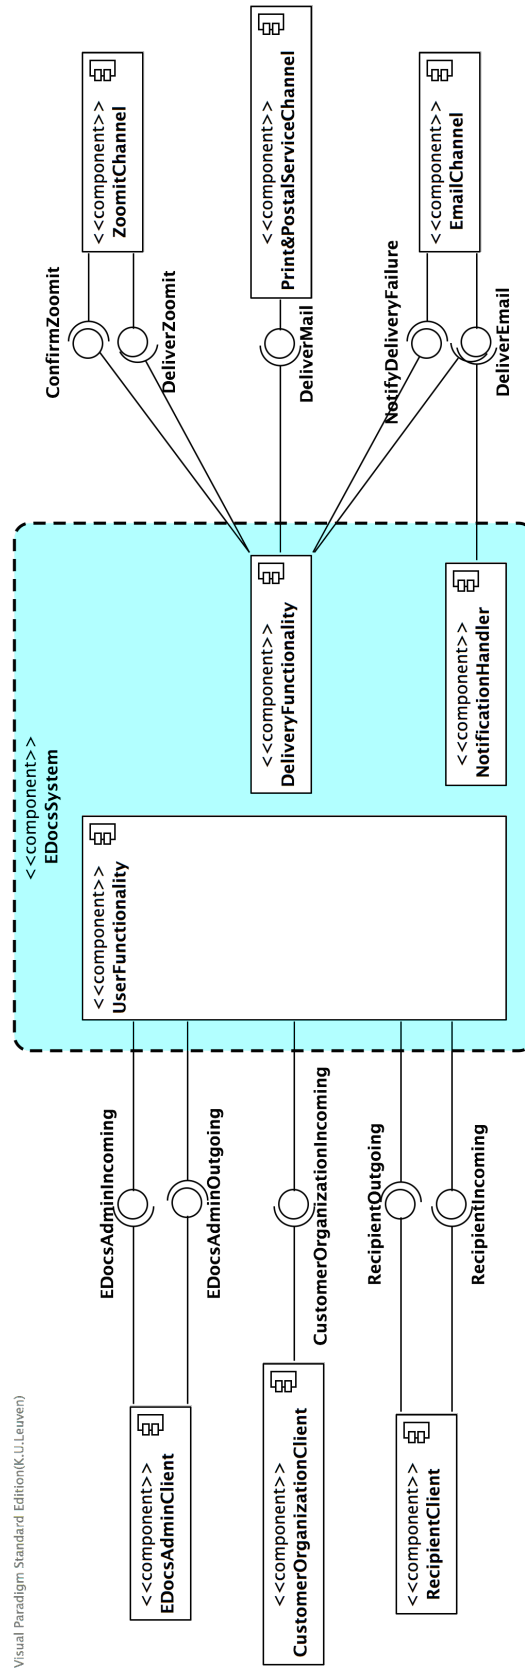 Visual Paradigm Standard Edition(K.U.Leuven)
<<component>>
EDocsSystem
<<component>>
EDocsAdminClient
EDocsAdminIncoming
EDocsAdminOutgoing
<<component>>
CustomerOrganizationClient
CustomerOrganizationIncoming
<<component>>
RecipientClient
RecipientOutgoing
RecipientIncoming
<<component>>
UserFunctionality
<<component>>
DeliveryFunctionality
<<component>>
NotificationHandler
ConfirmZoomit
DeliverZoomit
<<component>>
ZoomitChannel
DeliverMail
<<component>>
Print&PostalServiceChannel
NotifyDeliveryFailure
DeliverEmail
<<component>>
EmailChannel